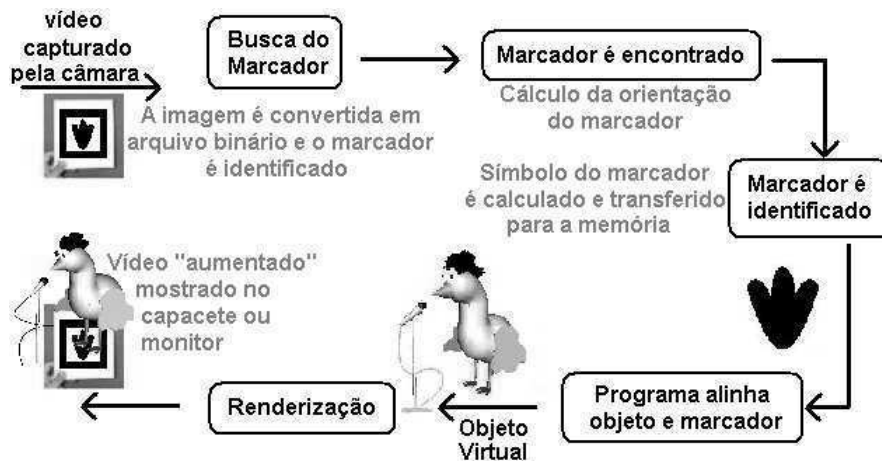 vídeo
capturado
pela câmara
Busca do
Marcador
A imagem é convertida em
arquivo binário e o marcador
é identificado
Marcador é encontrado
Cálculo da orientação
do marcador
Marcador é
identificado
Símbolo do marcador
é calculado e transferido
para a memória
Programa alinha
objeto e marcador
Objeto
Virtual
Renderização
Vídeo "aumentado"
mostrado no
capacete ou
monitor